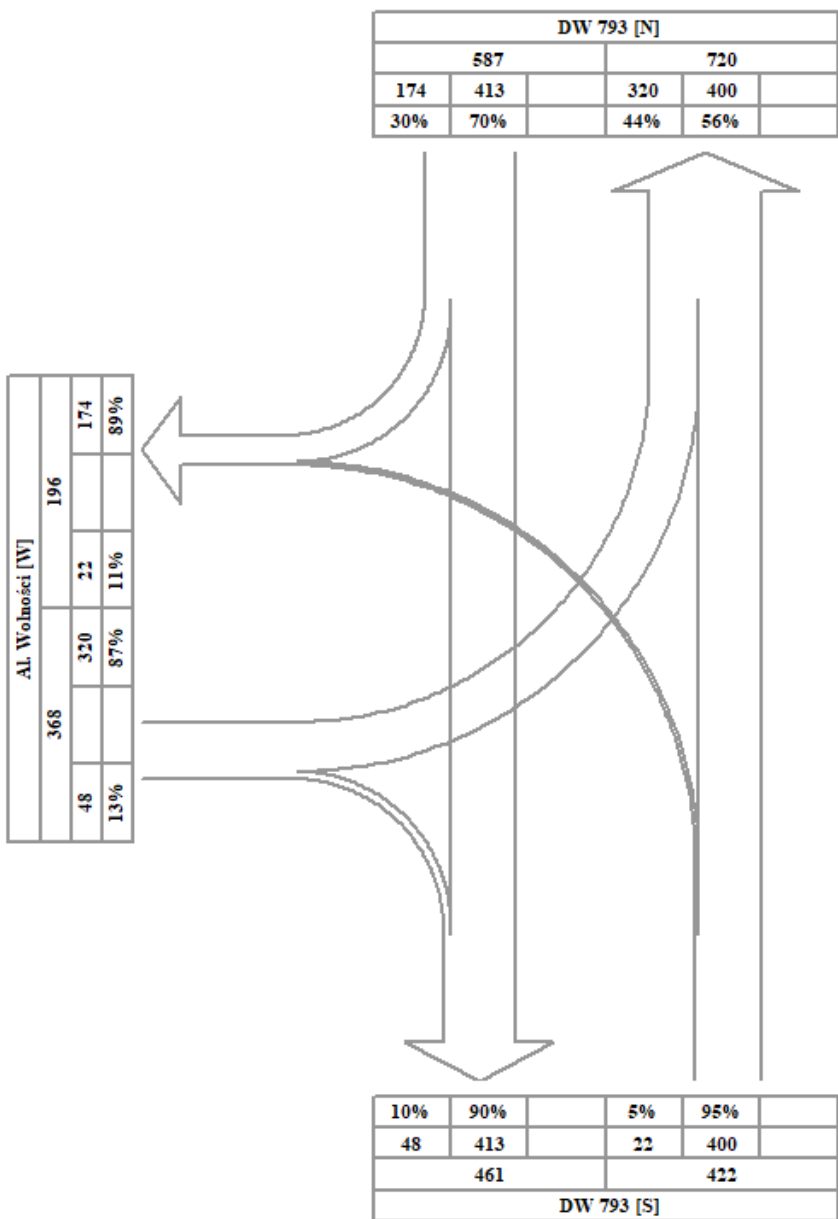 DW 793 [N]
587 720
174 413 320 400
30% 70% 44% 56%
Al. Wolności [W]
196 368
174 22 320 48
89% 11% 87% 13%
10% 90% 5% 95%
48 413 22 400
461 422
DW 793 [S]